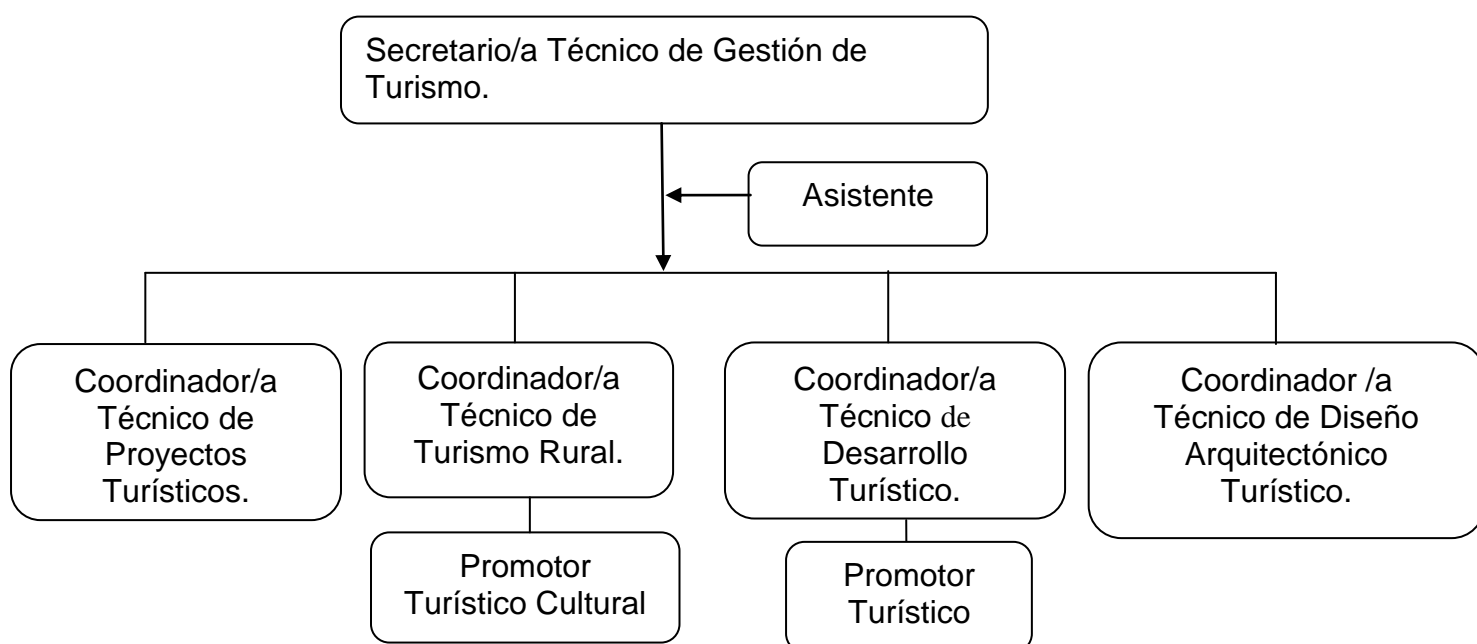 Secretario/a Técnico de Gestión de
Turismo.
Asistente
Coordinador/a
Técnico de
Proyectos
Turísticos.
Coordinador/a
Técnico de
Turismo Rural.
Coordinador/a
Técnico de
Desarrollo
Turístico.
Coordinador /a
Técnico de Diseño
Arquitectónico
Turístico.
Promotor
Turístico Cultural
Promotor
Turístico